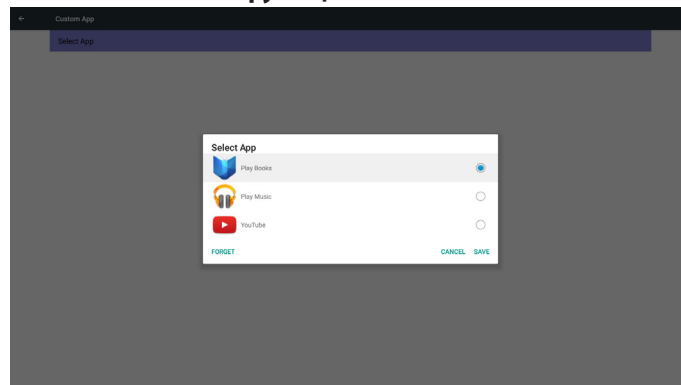 Custom App
Select App
Select App
Play Books
Play Music
YouTube
FORGET
CANCEL SAVE